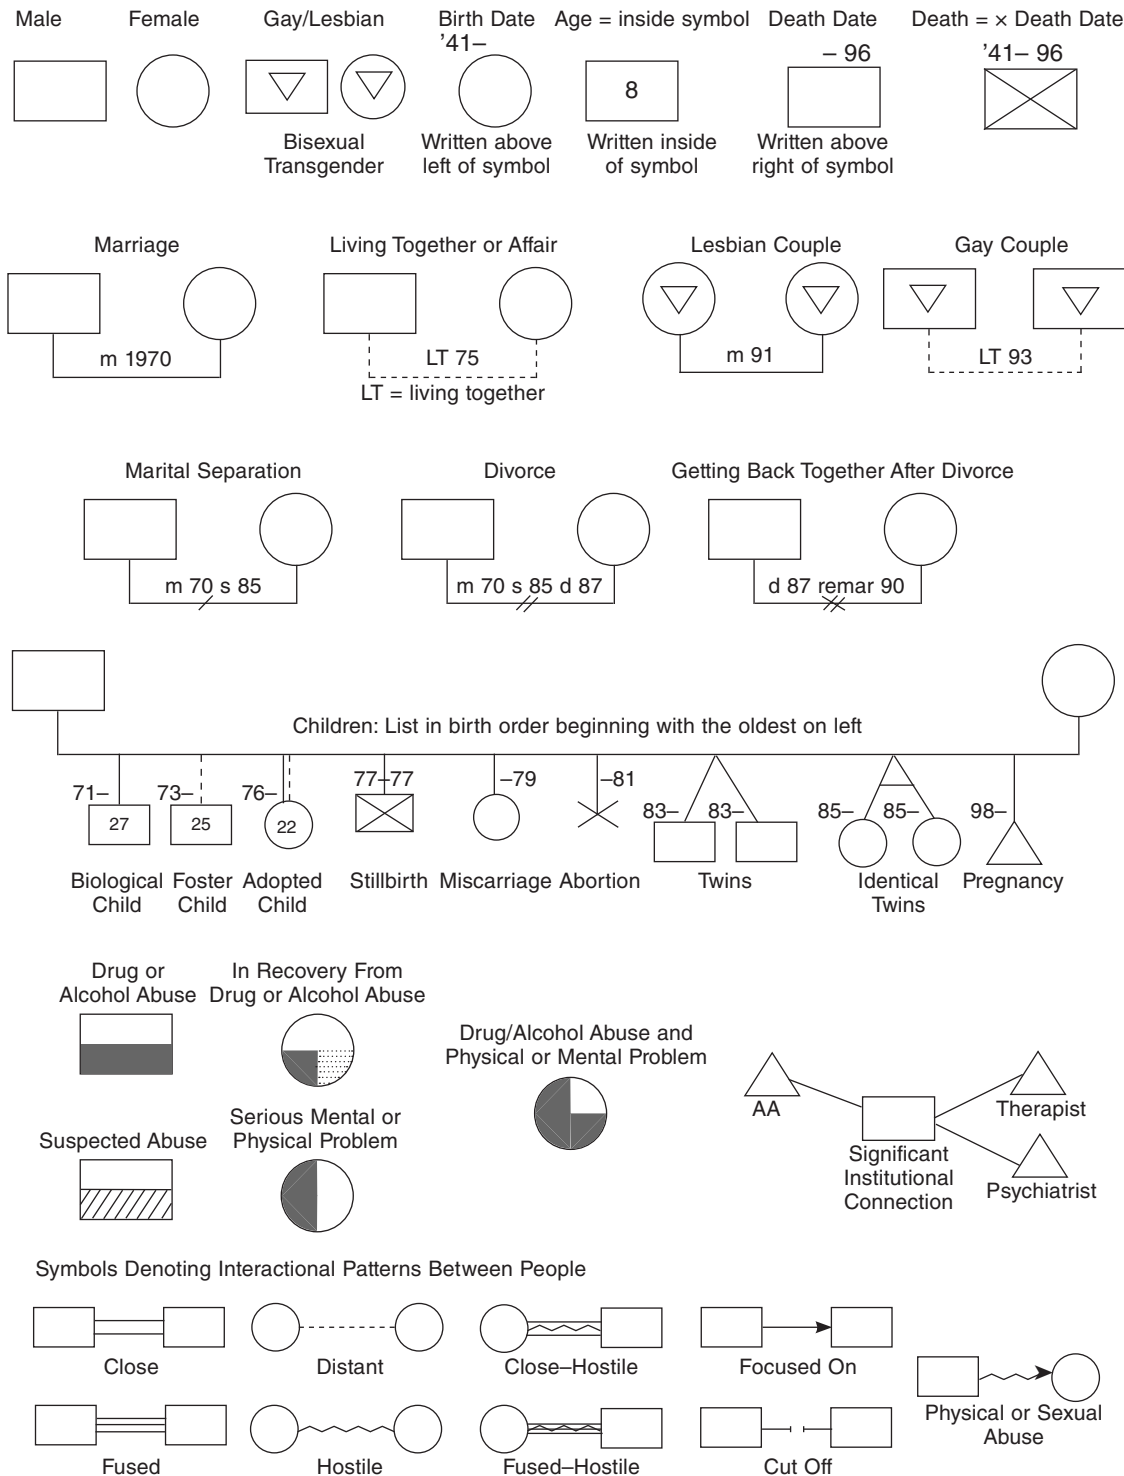 Male Female Gay/Lesbian Birth Date Age = inside symbol Death Date Death = × Death Date
’41– – 96 ’41– 96
8
Bisexual Written above Written inside Written above
Transgender left of symbol of symbol right of symbol
Marriage Living Together or Affair Lesbian Couple Gay Couple
m 1970 LT 75 m 91 LT 93
LT = living together
Marital Separation Divorce Getting Back Together After Divorce
m 70 s 85 m 70 s 85 d 87 d 87 remar 90
Children: List in birth order beginning with the oldest on left
71– 73– 76– 77–77 –79 –81 83– 83– 85– 85– 98–
27 25 22
Biological Foster Adopted Stillbirth Miscarriage Abortion Twins Identical Pregnancy
Child Child Child Twins
Drug or In Recovery From
Alcohol Abuse Drug or Alcohol Abuse
Drug/Alcohol Abuse and
Physical or Mental Problem
AA Therapist
Serious Mental or
Suspected Abuse Physical Problem
Significant
Institutional
Connection
Psychiatrist
Symbols Denoting Interactional Patterns Between People
Close Distant Close–Hostile Focused On
Physical or Sexual
Abuse
Fused Hostile Fused–Hostile Cut Off